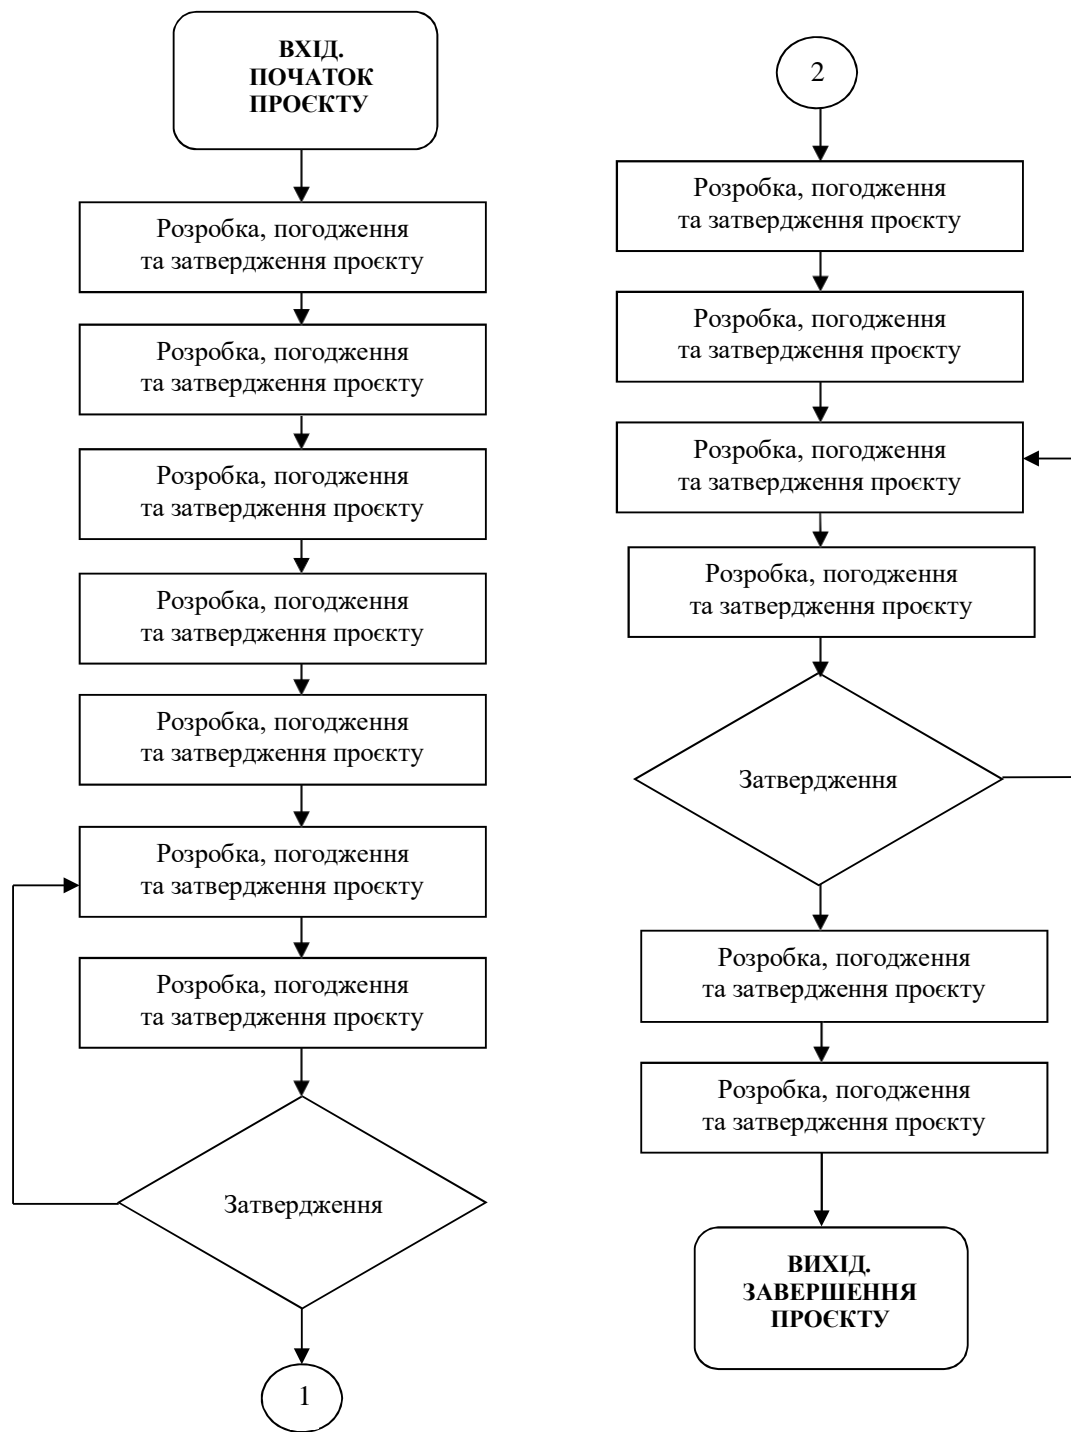 ВХІД.
ПОЧАТОК
ПРОЄКТУ
Розробка, погодження
та затвердження проєкту
Розробка, погодження
та затвердження проєкту
Розробка, погодження
та затвердження проєкту
Розробка, погодження
та затвердження проєкту
Розробка, погодження
та затвердження проєкту
Розробка, погодження
та затвердження проєкту
Розробка, погодження
та затвердження проєкту
Затвердження
1
2
Розробка, погодження
та затвердження проєкту
Розробка, погодження
та затвердження проєкту
Розробка, погодження
та затвердження проєкту
Розробка, погодження
та затвердження проєкту
Затвердження
Розробка, погодження
та затвердження проєкту
Розробка, погодження
та затвердження проєкту
ВИХІД.
ЗАВЕРШЕННЯ
ПРОЄКТУ